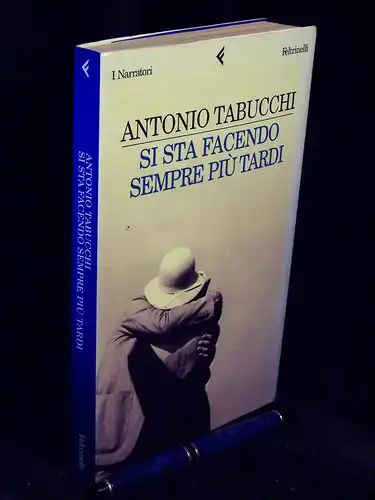 I Narratori
Feltrinelli
ANTONIO TABUCCHI
SI STA FACENDO
SEMPRE PIÙ TARDI
ANTONIO TABUCCHI
SI STA FACENDO SEMPRE PIÙ TARDI
Feltrinelli